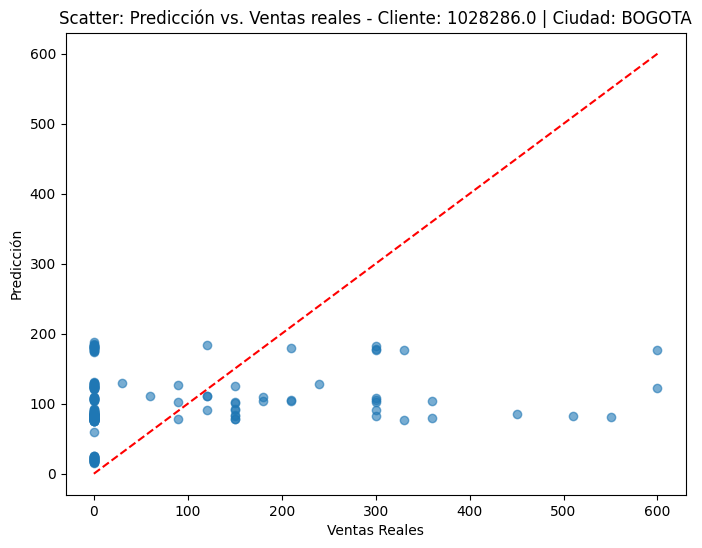 Scatter: Predicción vs. Ventas reales - Cliente: 1028286.0 | Ciudad: BOGOTA
600
500
400
300
200
100
0
Predicción
0 100 200 300 400 500 600
Ventas Reales